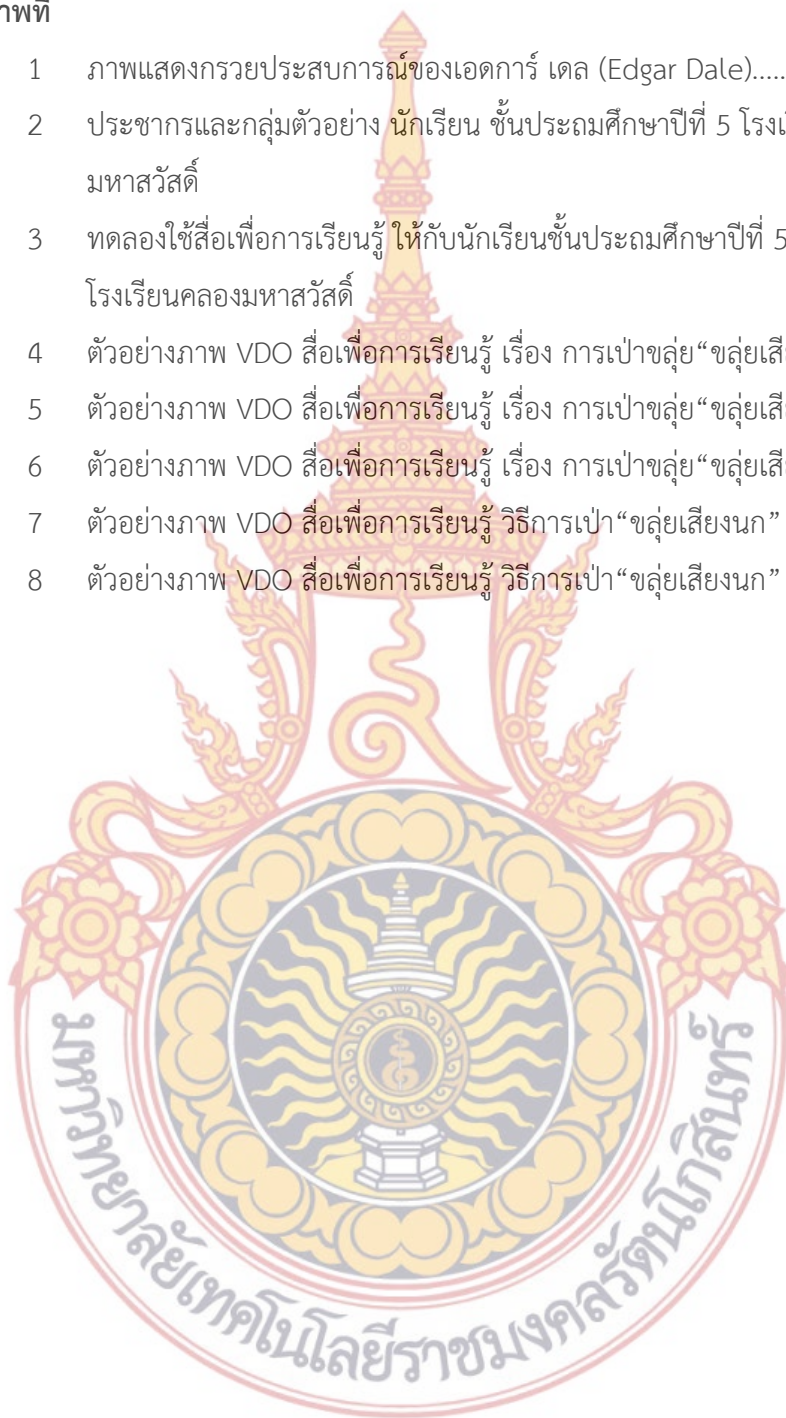 าพที่
1 ภาพแสดงกรวยประสบการณ์ของเอดการ์ เดล (Edgar Dale).....
2 ประชากรและกลุ่มตัวอย่าง นักเรียน ชั้นประถมศึกษาปีที่ 5 โรงเ
มหาสวัสดิ์
3 ทดลองใช้สื่อเพื่อการเรียนรู้ ให้กับนักเรียนชั้นประถมศึกษาปีที่ 5
โรงเรียนคลองมหาสวัสดิ์
4 ตัวอย่างภาพ VDO สื่อเพื่อการเรียนรู้ เรื่อง การเป่าขลุ่ย“ขลุ่ยเสี
5 ตัวอย่างภาพ VDO สื่อเพื่อการเรียนรู้ เรื่อง การเป่าขลุ่ย“ขลุ่ยเสี
6 ตัวอย่างภาพ VDO สื่อเพื่อการเรียนรู้ เรื่อง การเป่าขลุ่ย“ขลุ่ยเสี
7 ตัวอย่างภาพ VDO สื่อเพื่อการเรียนรู้ วิธีการเป่า“ขลุ่ยเสียงนก”
8 ตัวอย่างภาพ VDO สื่อเพื่อการเรียนรู้ วิธีการเป่า“ขลุ่ยเสียงนก”
มหาวิทยาลัยเทคโนโลยีราชมงคลรัตนโกสินทร์